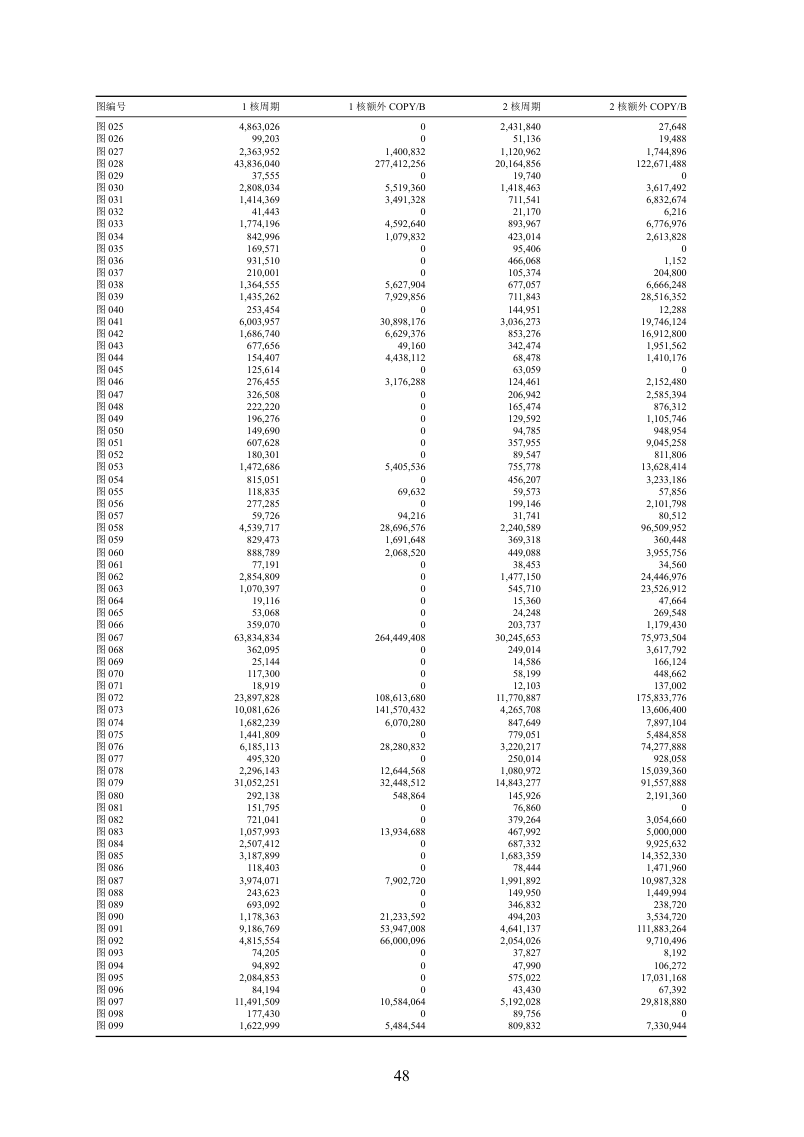 图编号 1 核周期 1 核额外 COPY/B 2 核周期 2 核额外 COPY/B
图 025 4,863,026 0 2,431,840 27,648
图 026 99,203 0 51,136 19,488
图 027 2,363,952 1,400,832 1,120,962 1,744,896
图 028 43,836,040 277,412,256 20,164,856 122,671,488
图 029 37,555 0 19,740 0
图 030 2,808,034 5,519,360 1,418,463 3,617,492
图 031 1,414,369 3,491,328 711,541 6,832,674
图 032 41,443 0 21,170 6,216
图 033 1,774,196 4,592,640 893,967 6,776,976
图 034 842,996 1,079,832 423,014 2,613,828
图 035 169,571 0 95,406 0
图 036 931,510 0 466,068 1,152
图 037 210,001 0 105,374 204,800
图 038 1,364,555 5,627,904 677,057 6,666,248
图 039 1,435,262 7,929,856 711,843 28,516,352
图 040 253,454 0 144,951 12,288
图 041 6,003,957 30,898,176 3,036,273 19,746,124
图 042 1,686,740 6,629,376 853,276 16,912,800
图 043 677,656 49,160 342,474 1,951,562
图 044 154,407 4,438,112 68,478 1,410,176
图 045 125,614 0 63,059 0
图 046 276,455 3,176,288 124,461 2,152,480
图 047 326,508 0 206,942 2,585,394
图 048 222,220 0 165,474 876,312
图 049 196,276 0 129,592 1,105,746
图 050 149,690 0 94,785 948,954
图 051 607,628 0 357,955 9,045,258
图 052 180,301 0 89,547 811,806
图 053 1,472,686 5,405,536 755,778 13,628,414
图 054 815,051 0 456,207 3,233,186
图 055 118,835 69,632 59,573 57,856
图 056 277,285 0 199,146 2,101,798
图 057 59,726 94,216 31,741 80,512
图 058 4,539,717 28,696,576 2,240,589 96,509,952
图 059 829,473 1,691,648 369,318 360,448
图 060 888,789 2,068,520 449,088 3,955,756
图 061 77,191 0 38,453 34,560
图 062 2,854,809 0 1,477,150 24,446,976
图 063 1,070,397 0 545,710 23,526,912
图 064 19,116 0 15,360 47,664
图 065 53,068 0 24,248 269,548
图 066 359,070 0 203,737 1,179,430
图 067 63,834,834 264,449,408 30,245,653 75,973,504
图 068 362,095 0 249,014 3,617,792
图 069 25,144 0 14,586 166,124
图 070 117,300 0 58,199 448,662
图 071 18,919 0 12,103 137,002
图 072 23,897,828 108,613,680 11,770,887 175,833,776
图 073 10,081,626 141,570,432 4,265,708 13,606,400
图 074 1,682,239 6,070,280 847,649 7,897,104
图 075 1,441,809 0 779,051 5,484,858
图 076 6,185,113 28,280,832 3,220,217 74,277,888
图 077 495,320 0 250,014 928,058
图 078 2,296,143 12,644,568 1,080,972 15,039,360
图 079 31,052,251 32,448,512 14,843,277 91,557,888
图 080 292,138 548,864 145,926 2,191,360
图 081 151,795 0 76,860 0
图 082 721,041 0 379,264 3,054,660
图 083 1,057,993 13,934,688 467,992 5,000,000
图 084 2,507,412 0 687,332 9,925,632
图 085 3,187,899 0 1,683,359 14,352,330
图 086 118,403 0 78,444 1,471,960
图 087 3,974,071 7,902,720 1,991,892 10,987,328
图 088 243,623 0 149,950 1,449,994
图 089 693,092 0 346,832 238,720
图 090 1,178,363 21,233,592 494,203 3,534,720
图 091 9,186,769 53,947,008 4,641,137 111,883,264
图 092 4,815,554 66,000,096 2,054,026 9,710,496
图 093 74,205 0 37,827 8,192
图 094 94,892 0 47,990 106,272
图 095 2,084,853 0 575,022 17,031,168
图 096 84,194 0 43,430 67,392
图 097 11,491,509 10,584,064 5,192,028 29,818,880
图 098 177,430 0 89,756 0
图 099 1,622,999 5,484,544 809,832 7,330,944
48